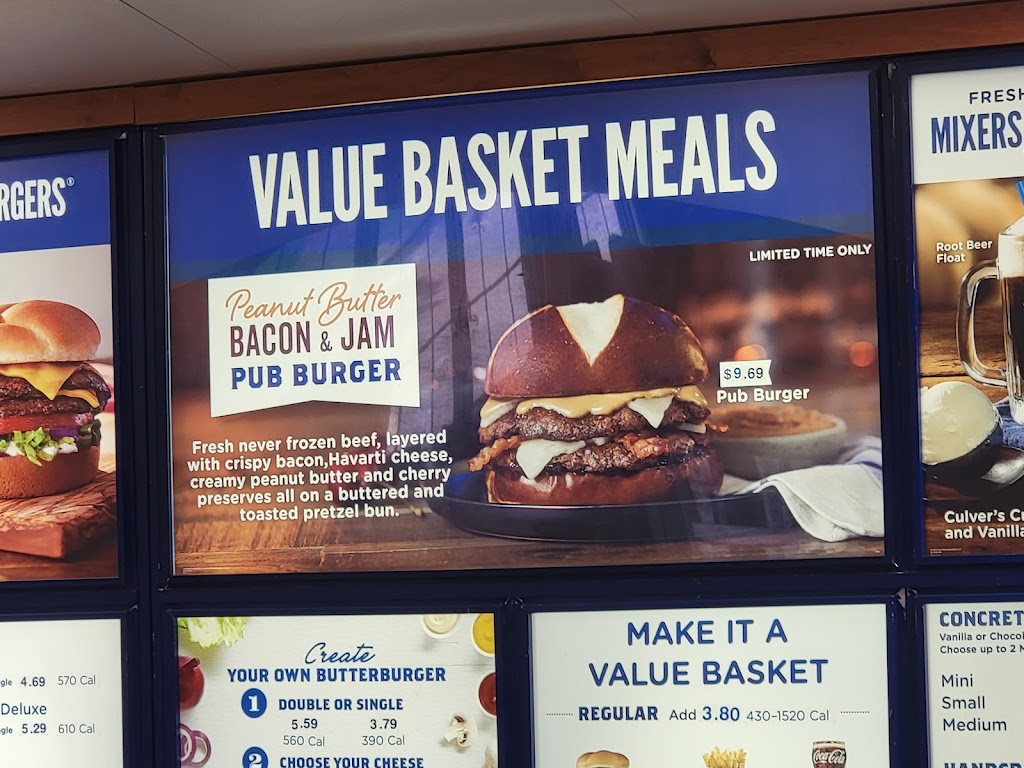 RGERS®
VALUE BASKET MEALS
LIMITED TIME ONLY
Peanut Butter
BACON & JAM
PUB BURGER
$9.69
Pub Burger
Fresh never frozen beef, layered
with crispy bacon,Havarti cheese,
creamy peanut butter and cherry
preserves all on a buttered and
toasted pretzel bun.
FRESH
MIXERS
Root Beer
Float
Culver's Cu
and Vanilla
gle 4.69 570 Cal
Deluxe
gle 5.29 610 Cal
Create
YOUR OWN BUTTERBURGER
1 DOUBLE OR SINGLE
5.59 3.79
560 Cal 390 Cal
2 CHOOSE YOUR CHEESE
MAKE IT A
VALUE BASKET
REGULAR Add 3.80 430-1520 Cal
Coca-Cola
CONCRET
Vanilla or Chocol
Choose up to 2 M
Mini
Small
Medium